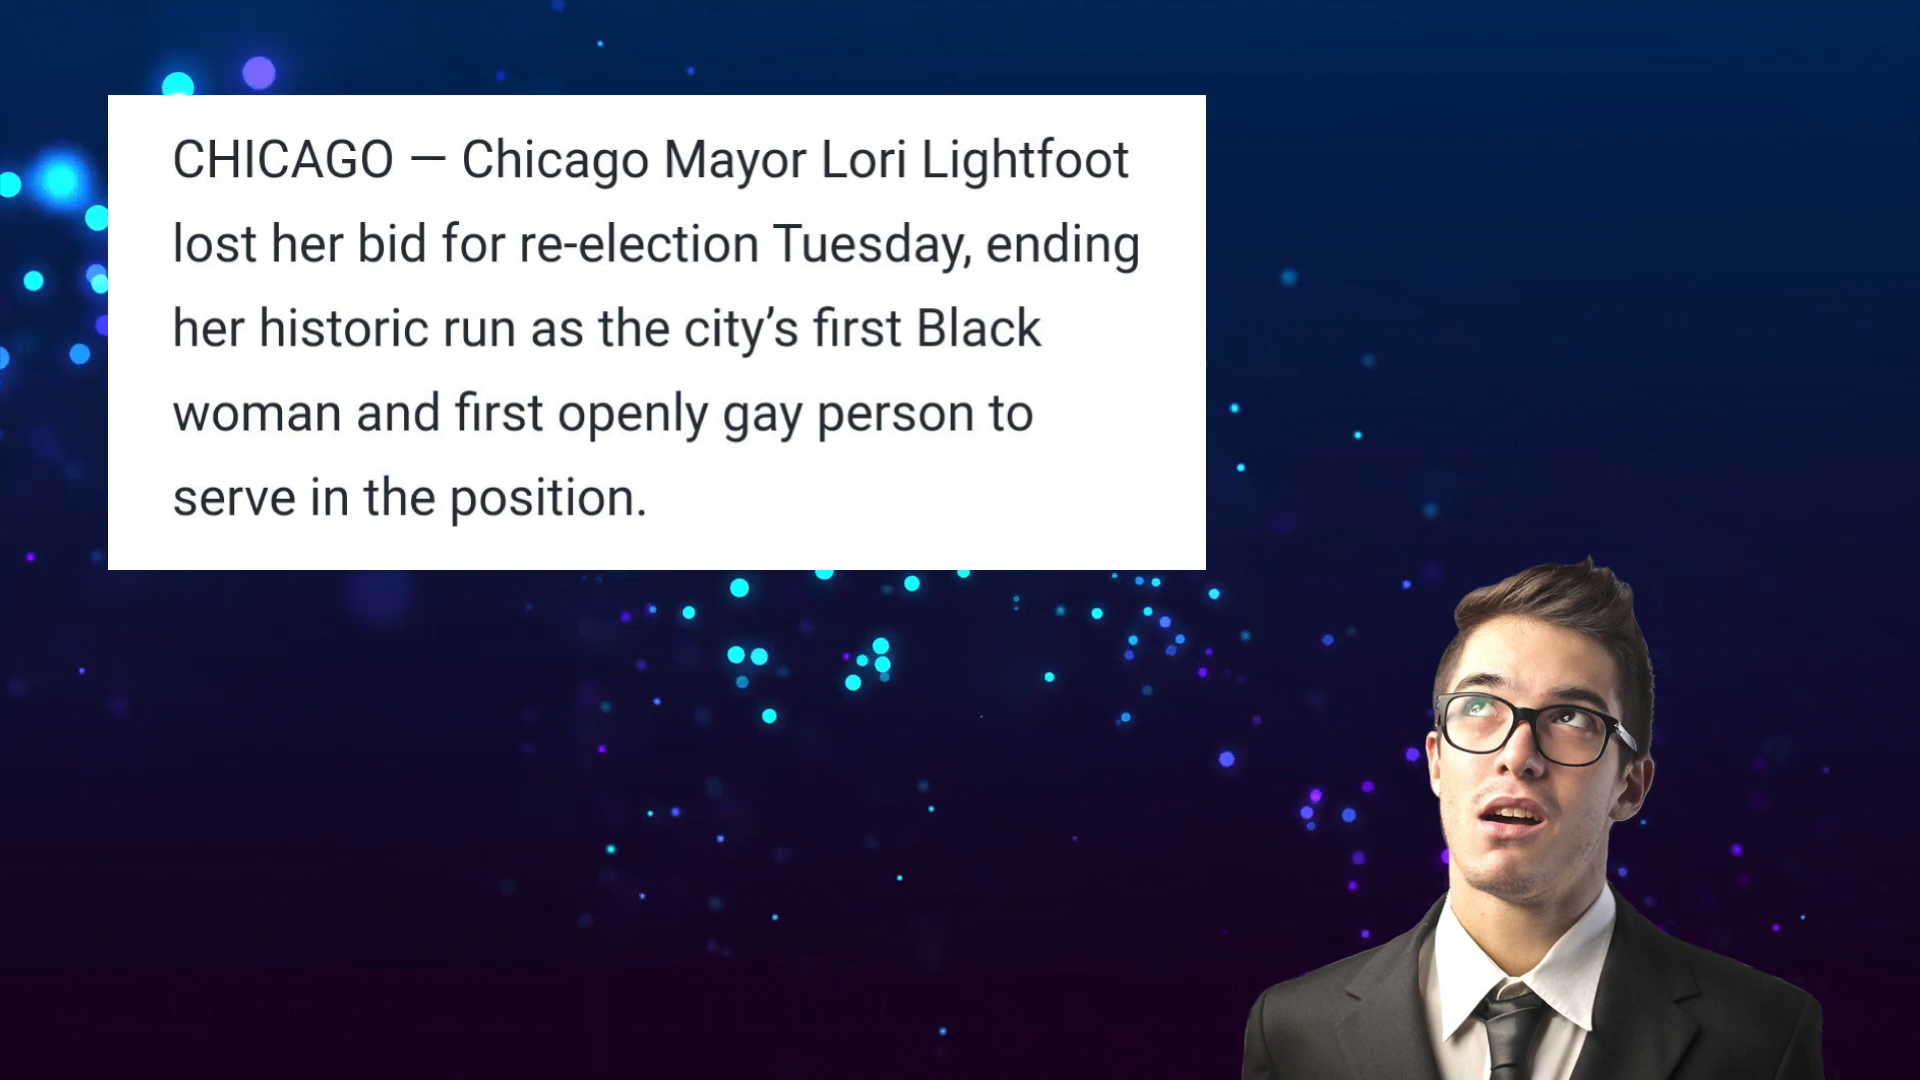 CHICAGO — Chicago Mayor Lori Lightfoot
lost her bid for re-election Tuesday, ending
her historic run as the city’s first Black
woman and first openly gay person to
serve in the position.